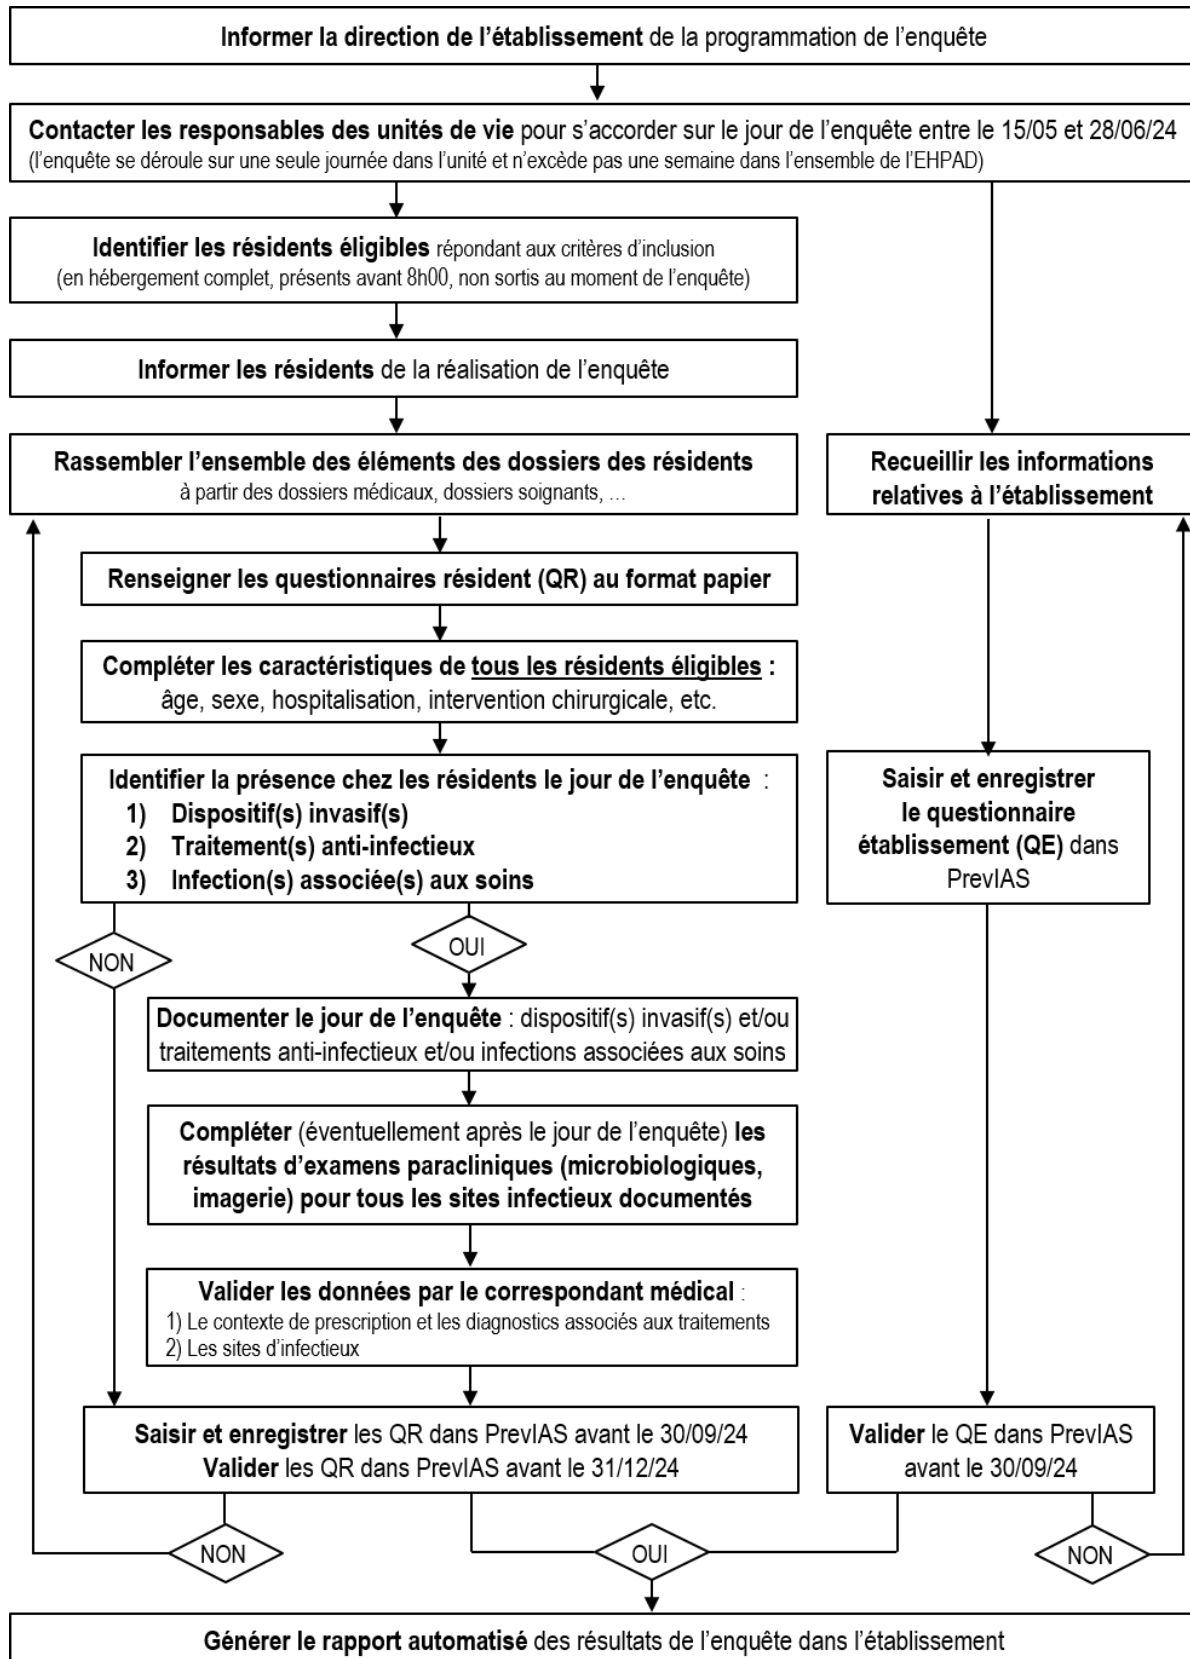 Informer la direction de l'établissement de la programmation de l'enquête
Contacter les responsables des unités de vie pour s'accorder sur le jour de l'enquête entre le 15/05 et 28/06/24
(l'enquête se déroule sur une seule journée dans l'unité et n'excède pas une semaine dans l'ensemble de l'EHPAD)
Identifier les résidents éligibles répondant aux critères d'inclusion
(en hébergement complet, présents avant 8h00, non sortis au moment de l'enquête)
Informer les résidents de la réalisation de l'enquête
Rassembler l'ensemble des éléments des dossiers des résidents
à partir des dossiers médicaux, dossiers soignants, …
Recueillir les informations
relatives à l'établissement
Renseigner les questionnaires résident (QR) au format papier
Compléter les caractéristiques de tous les résidents éligibles :
âge, sexe, hospitalisation, intervention chirurgicale, etc.
Identifier la présence chez les résidents le jour de l'enquête :
1) Dispositif(s) invasif(s)
2) Traitement(s) anti-infectieux
3) Infection(s) associée(s) aux soins
Saisir et enregistrer
le questionnaire
établissement (QE) dans
PrevIAS
NON
OUI
Documenter le jour de l'enquête : dispositif(s) invasif(s) et/ou
traitements anti-infectieux et/ou infections associées aux soins
Compléter (éventuellement après le jour de l'enquête) les
résultats d'examens paracliniques (microbiologiques,
imagerie) pour tous les sites infectieux documentés
Valider les données par le correspondant médical :
1) Le contexte de prescription et les diagnostics associés aux traitements
2) Les sites d'infectieux
Saisir et enregistrer les QR dans PrevIAS avant le 30/09/24
Valider les QR dans PrevIAS avant le 31/12/24
Valider le QE dans PrevIAS
avant le 30/09/24
NON
OUI
NON
Générer le rapport automatisé des résultats de l'enquête dans l'établissement